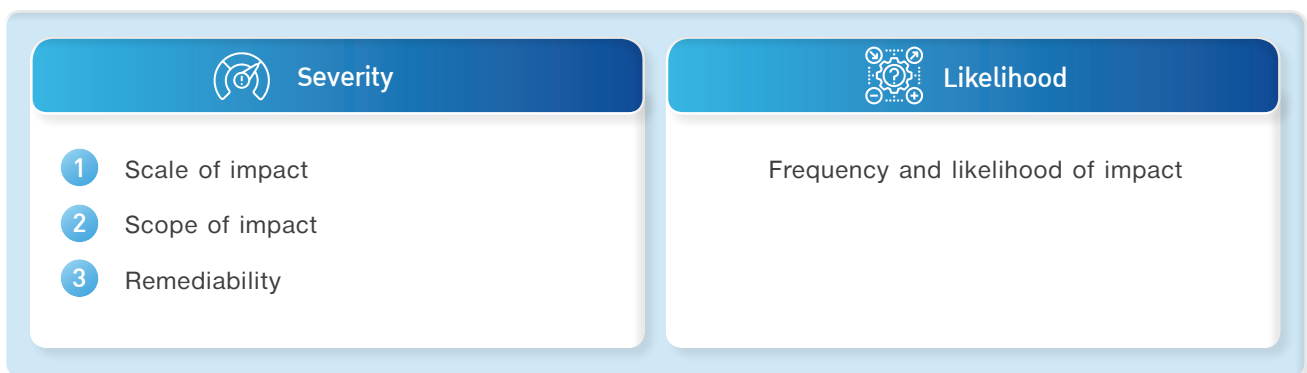 Severity
1 Scale of impact
2 Scope of impact
3 Remediability
Likelihood
Frequency and likelihood of impact